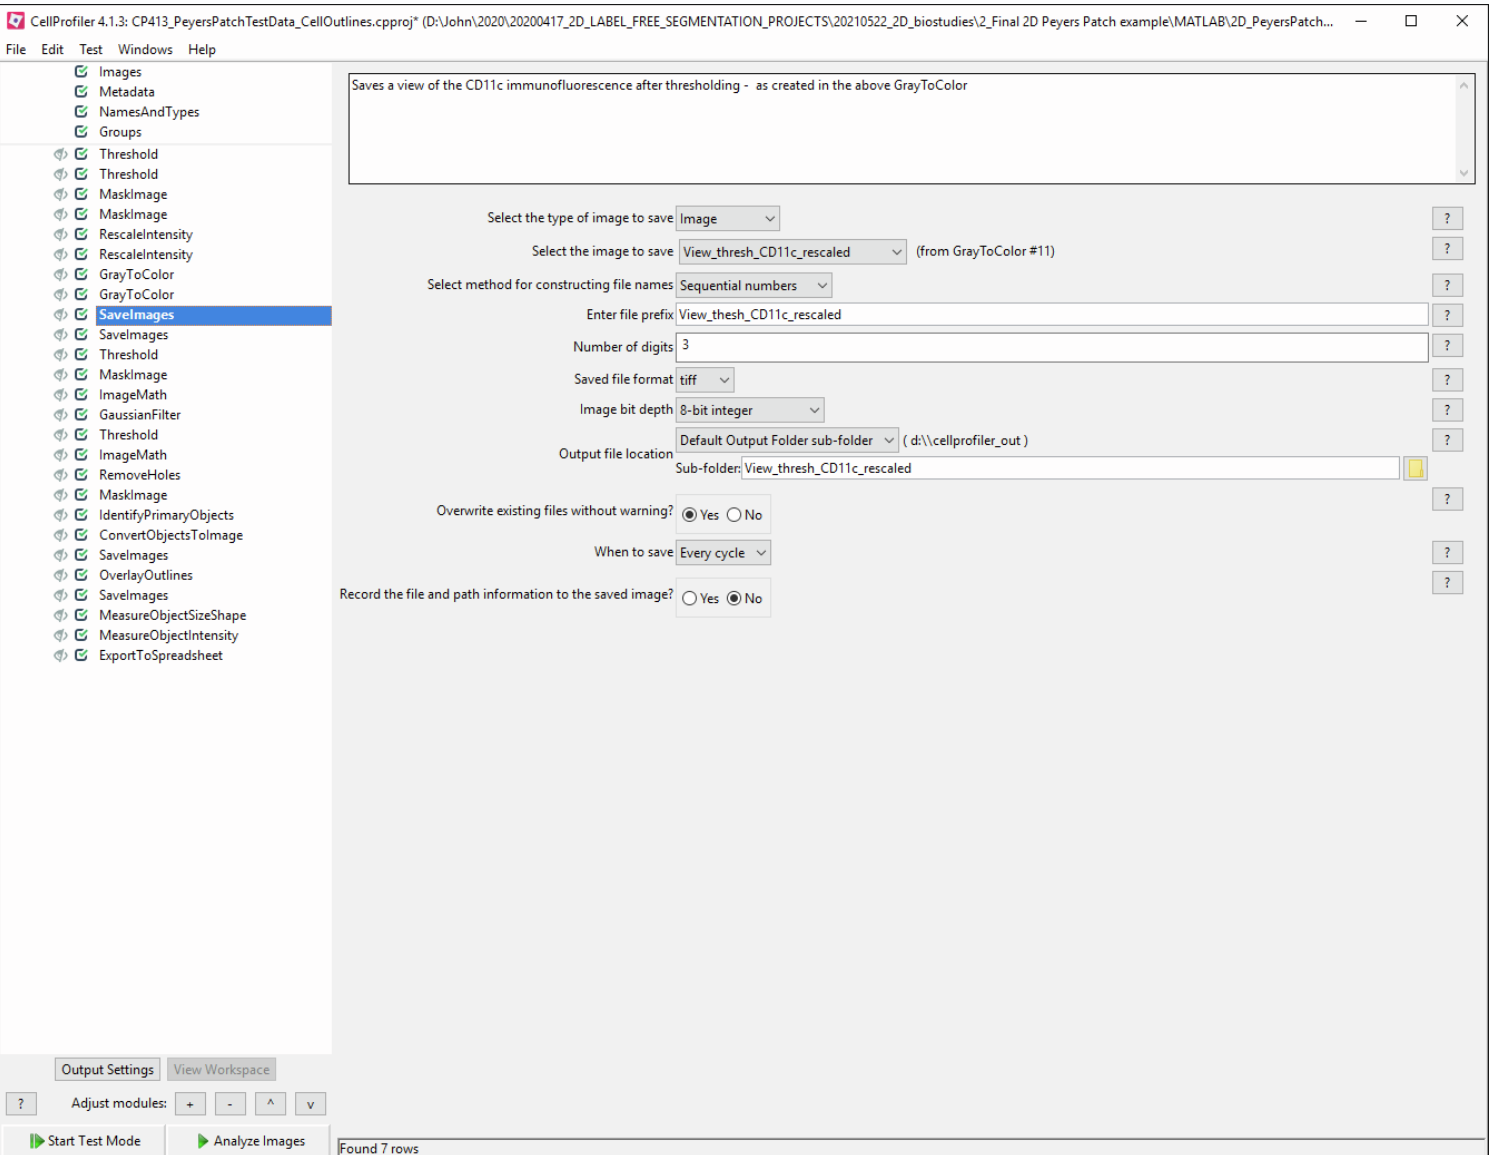 CellProfiler 4.1.3: CP413_PeyersPatchTestData_CellOutlines.cpproj* (D:\John\2020\20200417_2D_LABEL_FREE_SEGMENTATION_PROJECTS\20210522_2D_biostudies\2_Final 2D Peyers Patch example\MATLAB\2D_PeyersPatch...
File Edit Test Windows Help
Images
Metadata
NamesAndTypes
Groups
Threshold
Threshold
MaskImage
MaskImage
RescaleIntensity
RescaleIntensity
GrayToColor
GrayToColor
SaveImages
SaveImages
Threshold
MaskImage
ImageMath
GaussianFilter
Threshold
ImageMath
RemoveHoles
MaskImage
IdentifyPrimaryObjects
ConvertObjectsToImage
SaveImages
OverlayOutlines
SaveImages
MeasureObjectSizeShape
MeasureObjectIntensity
ExportToSpreadsheet
Output Settings View Workspace
? Adjust modules: + - ^ v
Start Test Mode Analyze Images
Saves a view of the CD11c immunofluorescence after thresholding - as created in the above GrayToColor
Select the type of image to save Image ?
Select the image to save View_thresh_CD11c_rescaled (from GrayToColor #11) ?
Select method for constructing file names Sequential numbers ?
Enter file prefix View_thesh_CD11c_rescaled ?
Number of digits 3 ?
Saved file format tiff ?
Image bit depth 8-bit integer ?
Output file location Default Output Folder sub-folder ( d:\\cellprofiler_out ) ?
Sub-folder: View_thresh_CD11c_rescaled
Overwrite existing files without warning? Yes No ?
When to save Every cycle ?
Record the file and path information to the saved image? Yes No ?
Found 7 rows